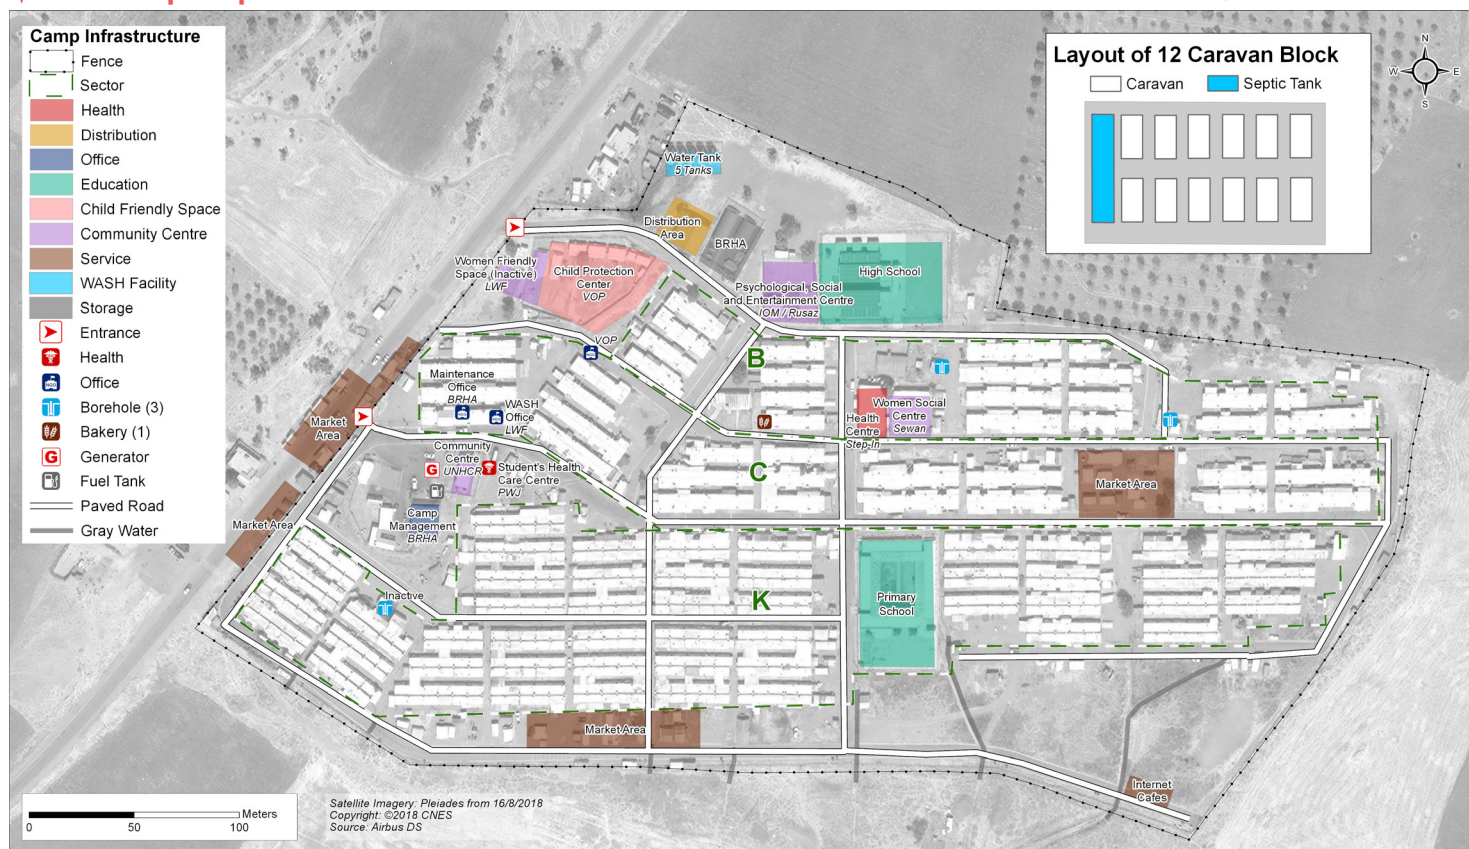 Camp Infrastructure
Fence
Sector
Health
Distribution
Office
Education
Child Friendly Space
Community Centre
Service
WASH Facility
Storage
Entrance
Health
NGO
Office
Borehole (3)
Bakery (1)
G
Generator
Fuel Tank
Paved Road
Gray Water
Layout of 12 Caravan Block
Caravan
Septic Tank
N
W
E
S
Water Tank
5 Tanks
Distribution
Area
BRHA
Women Friendly
Space (Inactive)
LWF
Child Protection
Center
VOP
High School
Psychological, Social
and Entertainment Centre
IOM / Rusaz
VOP
B
Maintenance
Office
BRHA
WASH
Office
LWF
Women Social
Centre
Sewan
Health
Centre
Step-In
Market
Area
Community
Centre
UNHCR
G
Student's Health
Care Centre
PWJ
C
Market Area
Market Area
Camp
Management
BRHA
Inactive
K
Primary
School
Market Area
Internet
Cafes
Meters
0
50
100
Satellite Imagery: Pleiades from 16/8/2018
Copyright: ©2018 CNES
Source: Airbus DS